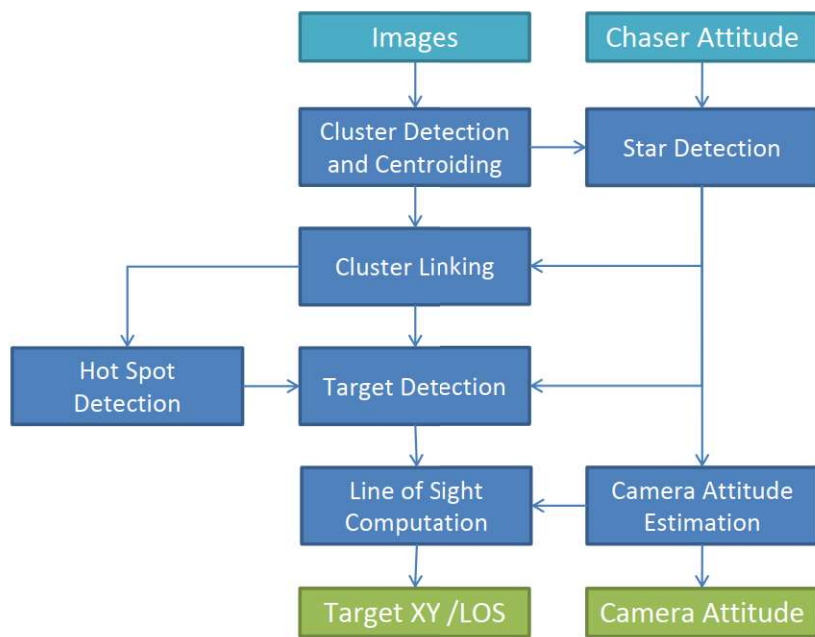 Images
Chaser Attitude
Cluster Detection
and Centroiding
Star Detection
Cluster Linking
Hot Spot
Detection
Target Detection
Line of Sight
Computation
Camera Attitude
Estimation
Target XY /LOS
Camera Attitude